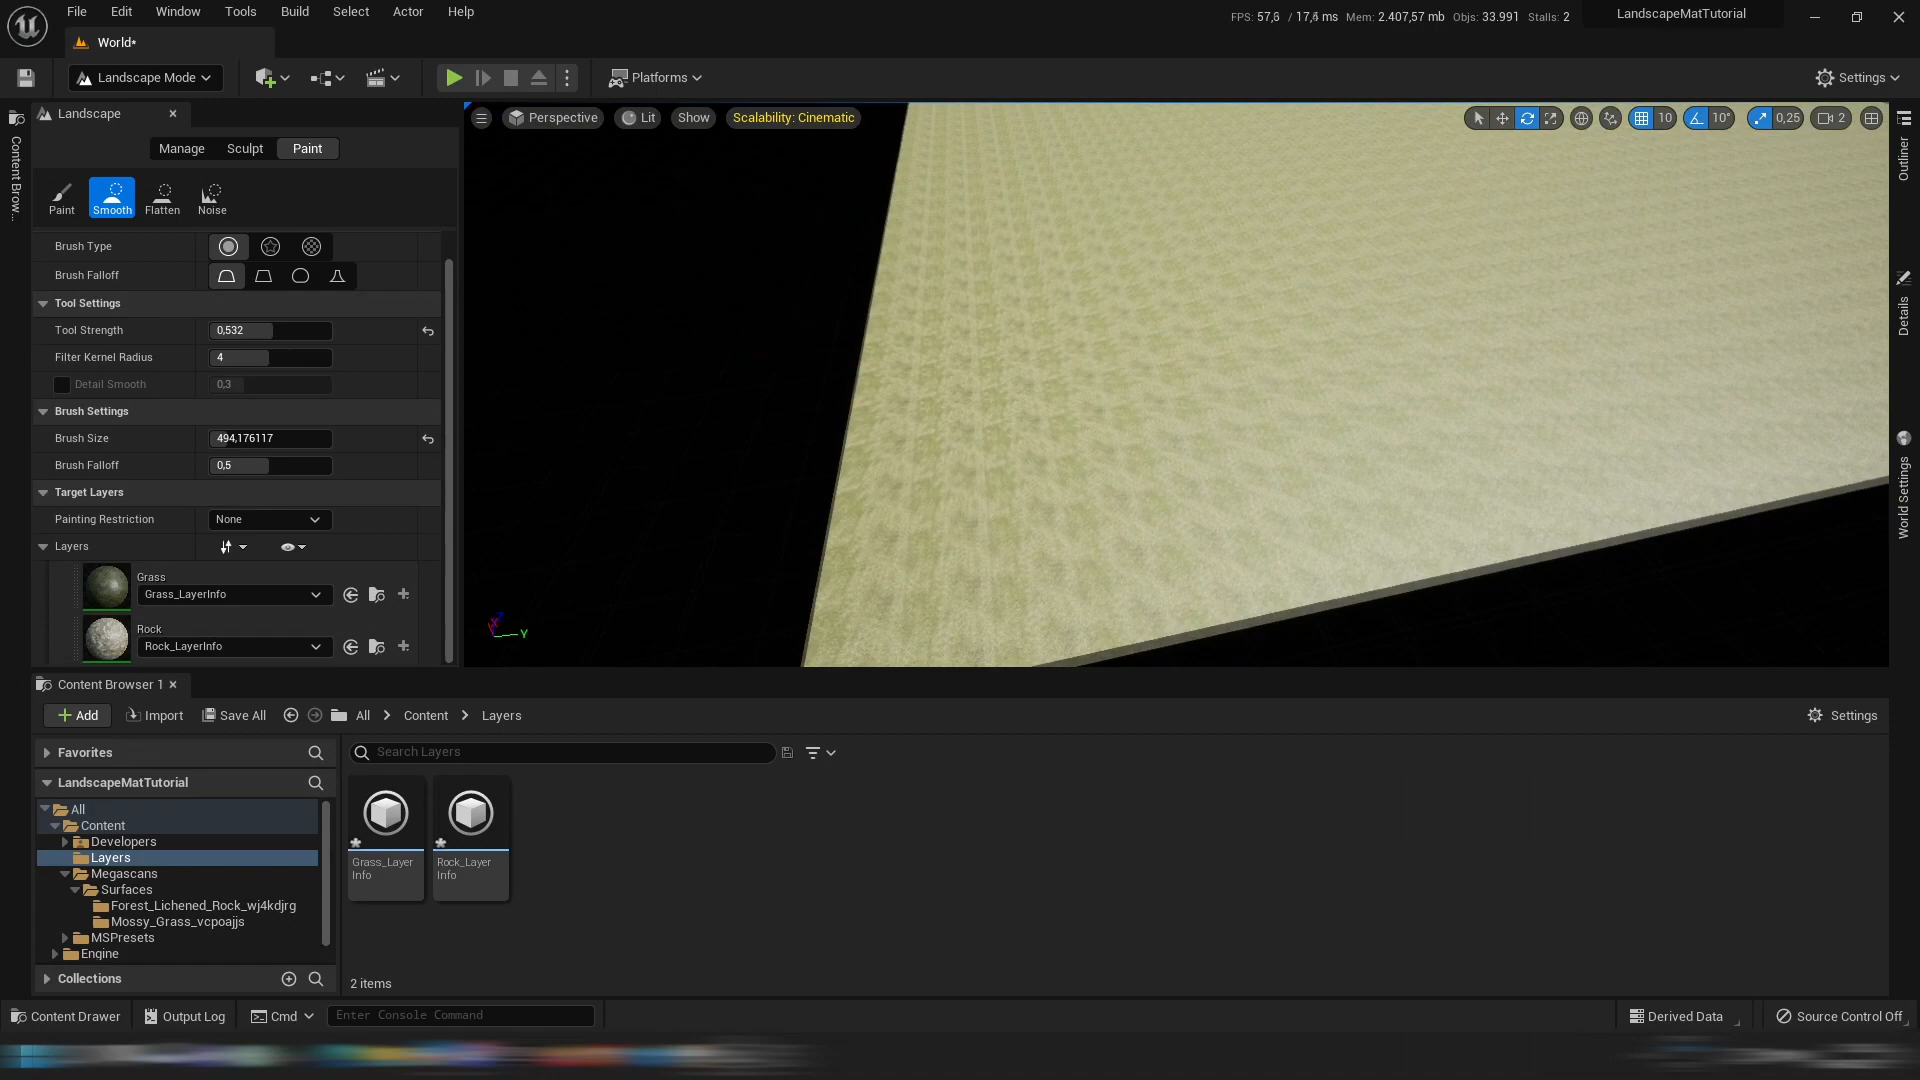 File Edit Window Tools Build Select Actor Help
FPS: 57,6 / 17,6 ms Mem: 2.407,57 mb Objs: 33.991 Stalls: 2
LandscapeMatTutorial
World*
Landscape Mode
Platforms
Settings
Landscape
Manage Sculpt Paint
Paint Smooth Flatten Noise
Brush Type
Brush Falloff
Tool Settings
Tool Strength 0,532
Filter Kernel Radius 4
Detail Smooth 0,3
Brush Settings
Brush Size 494,176117
Brush Falloff 0,5
Target Layers
Painting Restriction None
Layers
Grass
Grass_LayerInfo
Rock
Rock_LayerInfo
Perspective Lit Show Scalability: Cinematic
10 10° 0,25 2
X Y
Content Brow...
Outliner
Details
World Settings
Content Browser 1
Add Import Save All All Content Layers
Settings
Favorites
LandscapeMatTutorial
All
Content
Developers
Layers
Megascans
Surfaces
Forest_Lichened_Rock_wj4kdjrg
Mossy_Grass_vcpoajjs
MSPresets
Engine
Collections
Search Layers
Grass_Layer
Info
Rock_Layer
Info
2 items
Content Drawer Output Log Cmd Enter Console Command
Derived Data Source Control Off